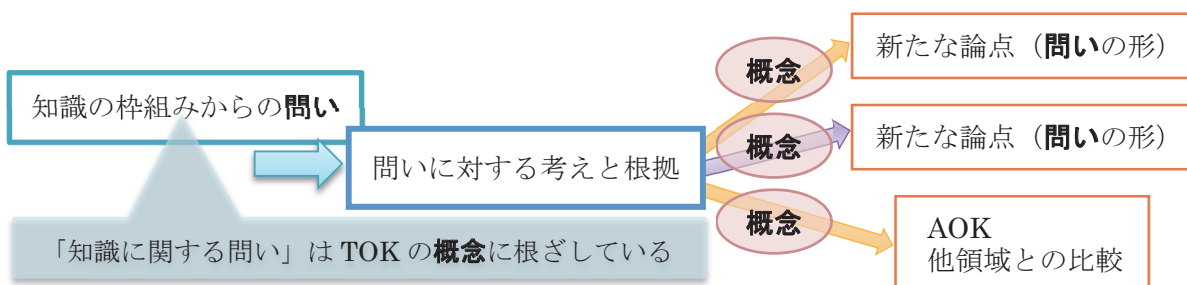 知識の枠組みからの問い
「知識に関する問い」は TOK の概念に根ざしている
問いに対する考えと根拠
概念
概念
概念
新たな論点（問いの形）
新たな論点（問いの形）
AOK
他領域との比較